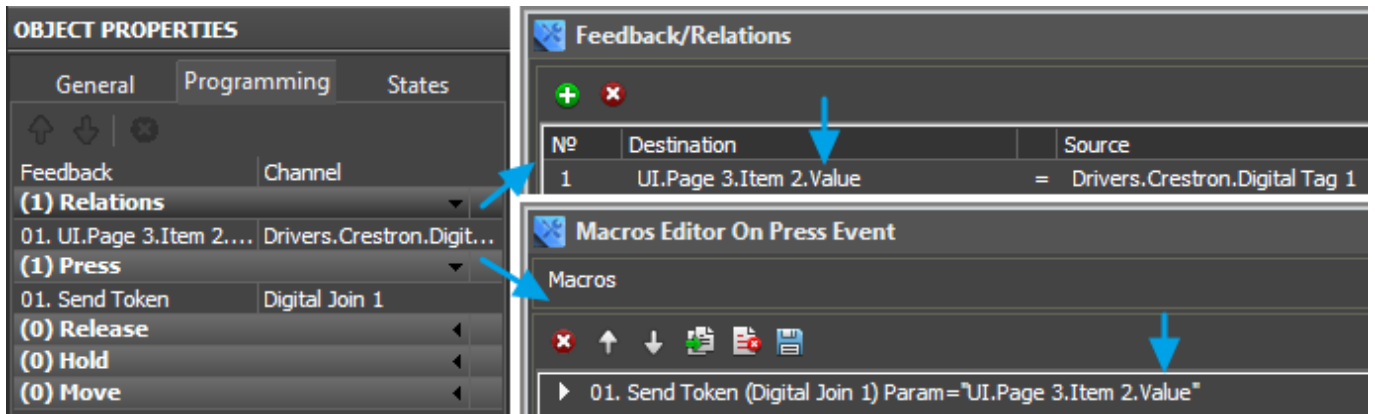 OBJECT PROPERTIES
General Programming States
Feedback Channel
(1) Relations
01. UI.Page 3.Item 2.... Drivers.Crestron.Digit...
(1) Press
01. Send Token Digital Join 1
(0) Release
(0) Hold
(0) Move
Feedback/Relations
Nº Destination Source
1 UI.Page 3.Item 2.Value = Drivers.Crestron.Digital Tag 1
Macros Editor On Press Event
Macros
01. Send Token (Digital Join 1) Param="UI.Page 3.Item 2.Value"